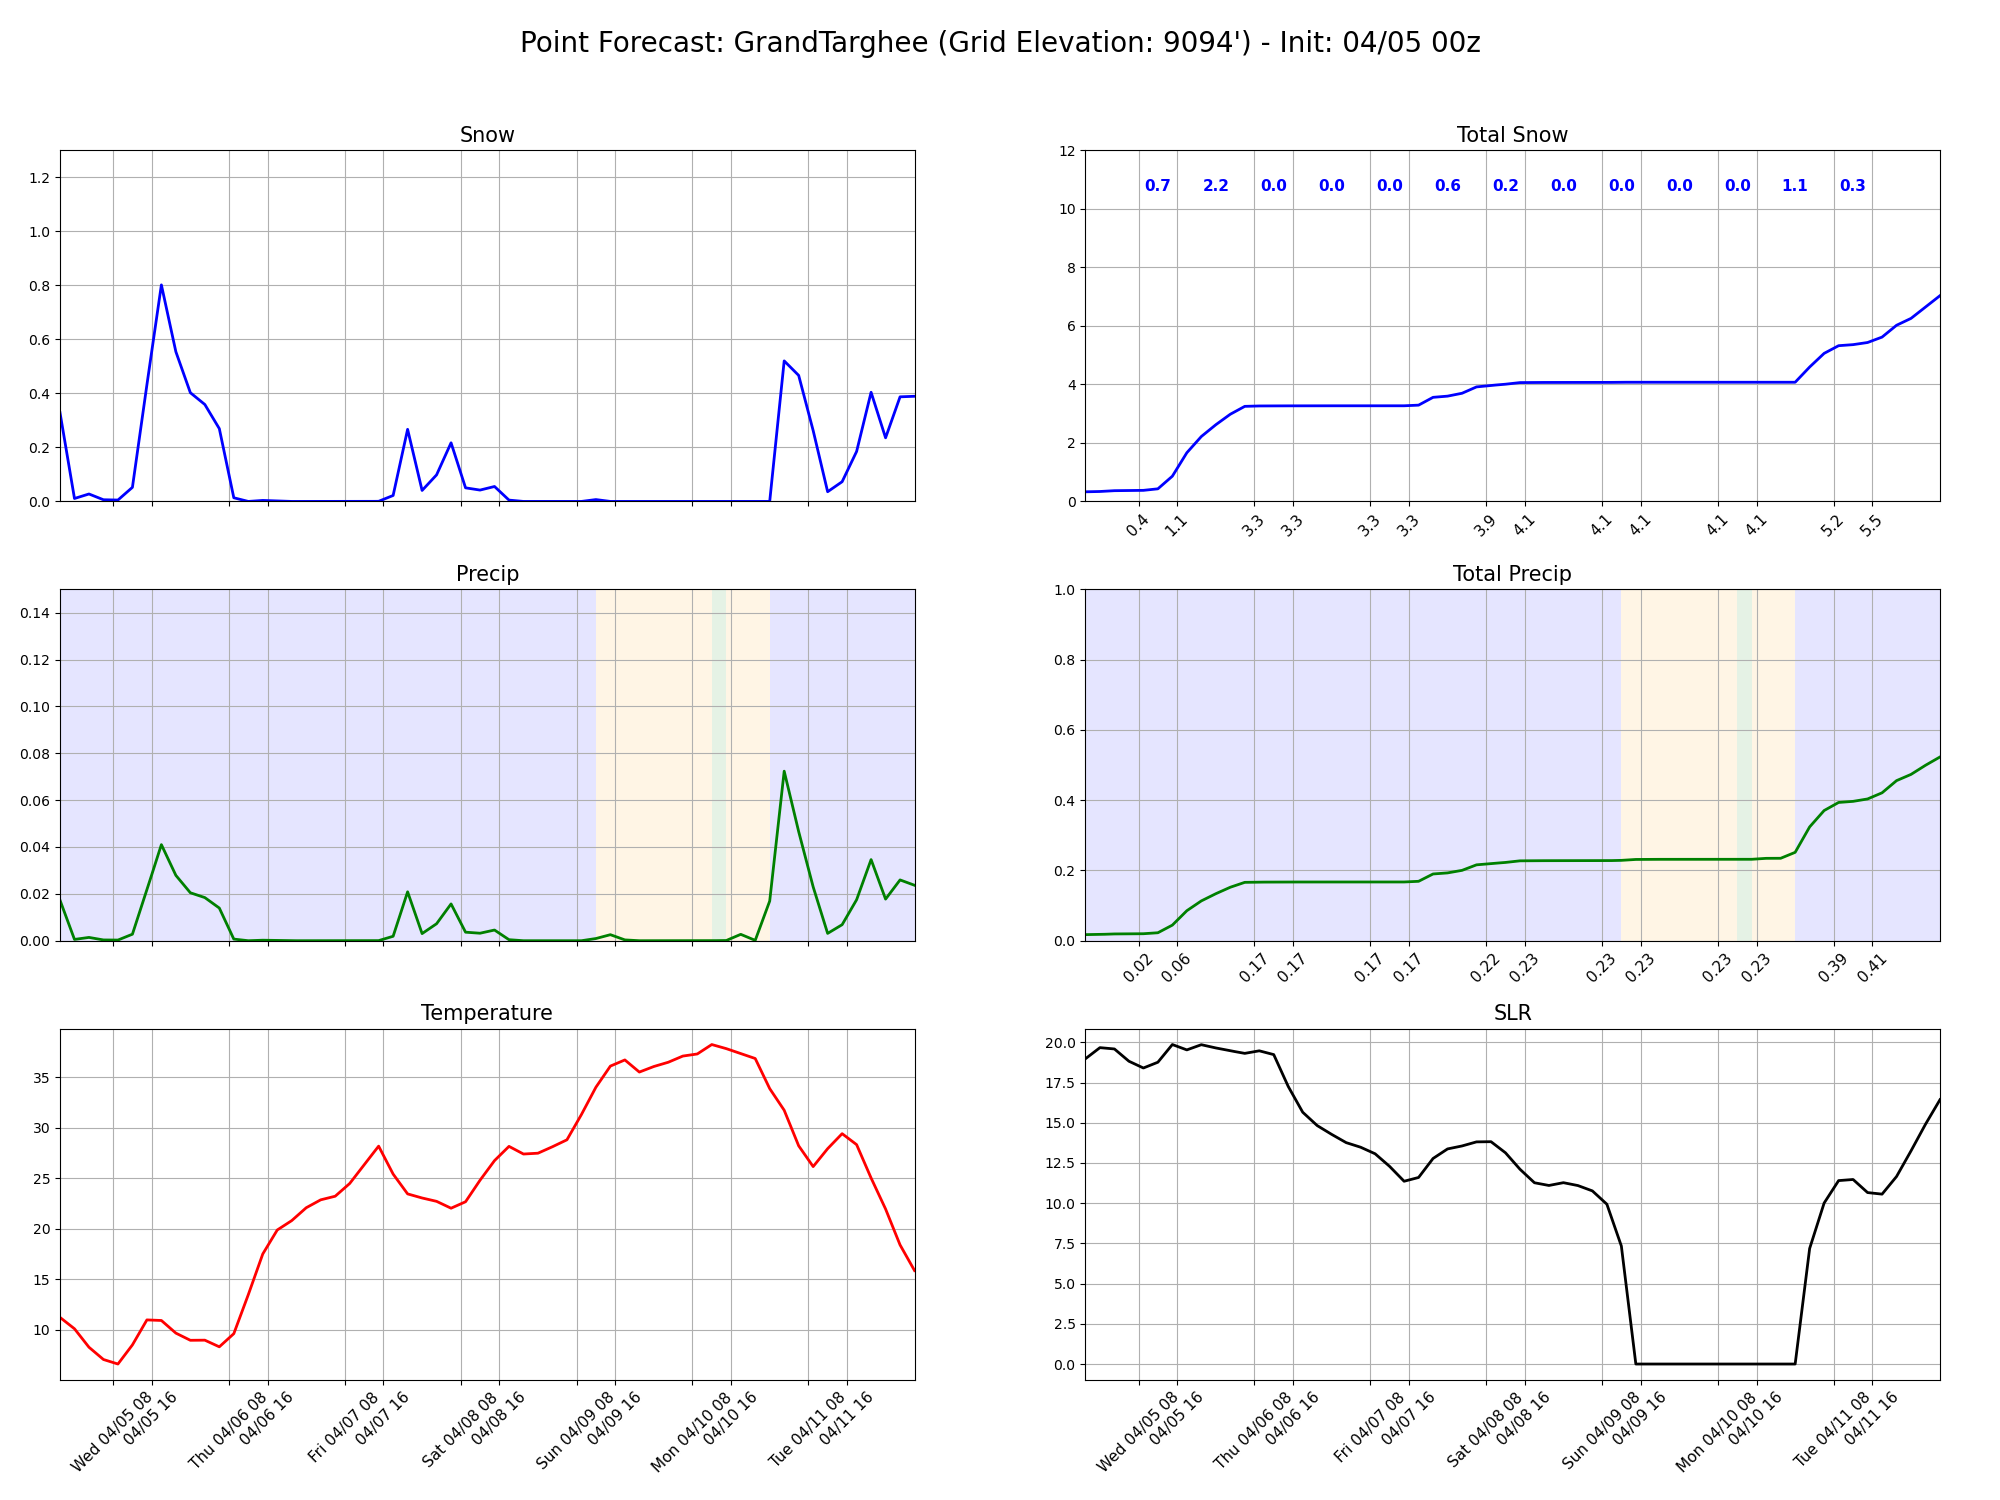 Point Forecast: GrandTarghee (Grid Elevation: 9094') - Init: 04/05 00z
Snow
1.2
1.0
0.8
0.6
0.4
0.2
0.0
Total Snow
12
10
8
6
4
2
0
0.7 2.2 0.0 0.0 0.0 0.6 0.2 0.0 0.0 0.0 0.0 1.1 0.3
0.4 1.1 3.3 3.3 3.3 3.3 3.9 4.1 4.1 4.1 4.1 4.1 5.2 5.5
Precip
0.14
0.12
0.10
0.08
0.06
0.04
0.02
0.00
Total Precip
1.0
0.8
0.6
0.4
0.2
0.0
0.02 0.06 0.17 0.17 0.17 0.17 0.22 0.23 0.23 0.23 0.23 0.23 0.39 0.41
Temperature
35
30
25
20
15
10
Wed 04/05 08
04/05 16
Thu 04/06 08
04/06 16
Fri 04/07 08
04/07 16
Sat 04/08 08
04/08 16
Sun 04/09 08
04/09 16
Mon 04/10 08
04/10 16
Tue 04/11 08
04/11 16
SLR
20.0
17.5
15.0
12.5
10.0
7.5
5.0
2.5
0.0
Wed 04/05 08
04/05 16
Thu 04/06 08
04/06 16
Fri 04/07 08
04/07 16
Sat 04/08 08
04/08 16
Sun 04/09 08
04/09 16
Mon 04/10 08
04/10 16
Tue 04/11 08
04/11 16